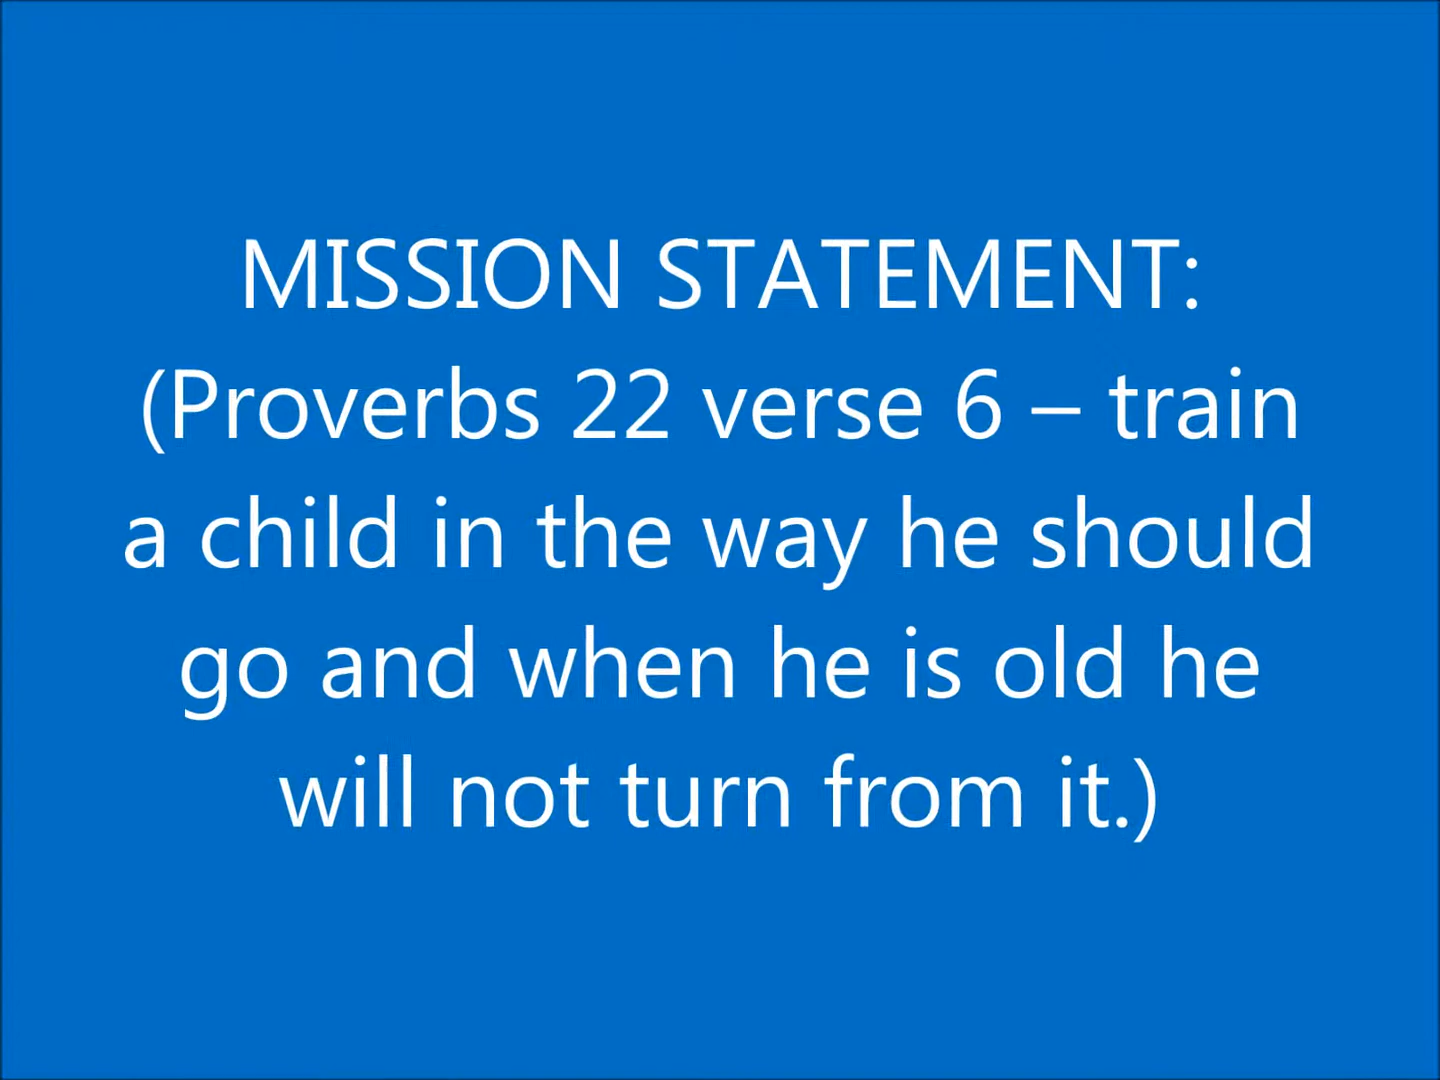 MISSION STATEMENT:
(Proverbs 22 verse 6 – train
a child in the way he should
go and when he is old he
will not turn from it.)